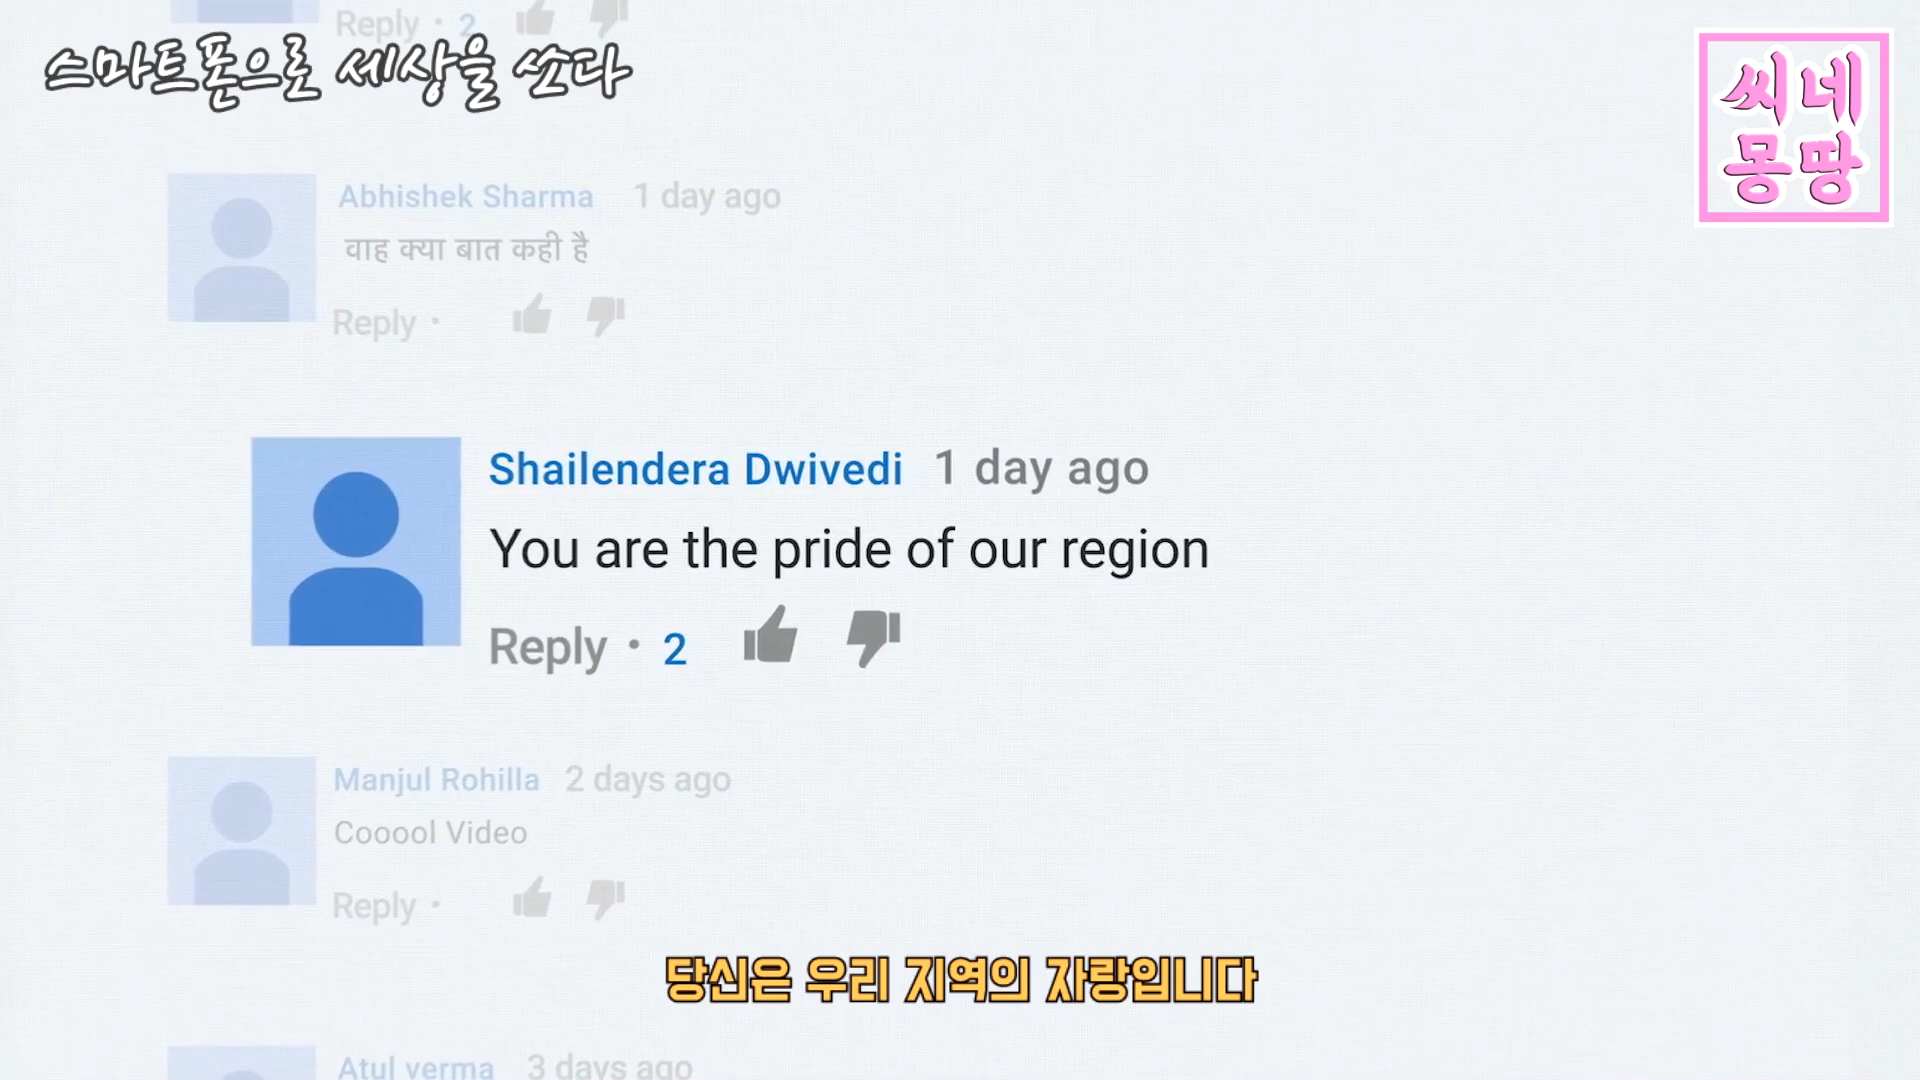 Reply • 2
스마트폰으로 세상을 쏘다
씨네
몽땅
Abhishek Sharma 1 day ago
वाह क्या बात कही है
Reply •
Shailendera Dwivedi 1 day ago
You are the pride of our region
Reply • 2
Manjul Rohilla 2 days ago
Cooool Video
Reply •
당신은 우리 지역의 자랑입니다
Atul verma 3 days ago